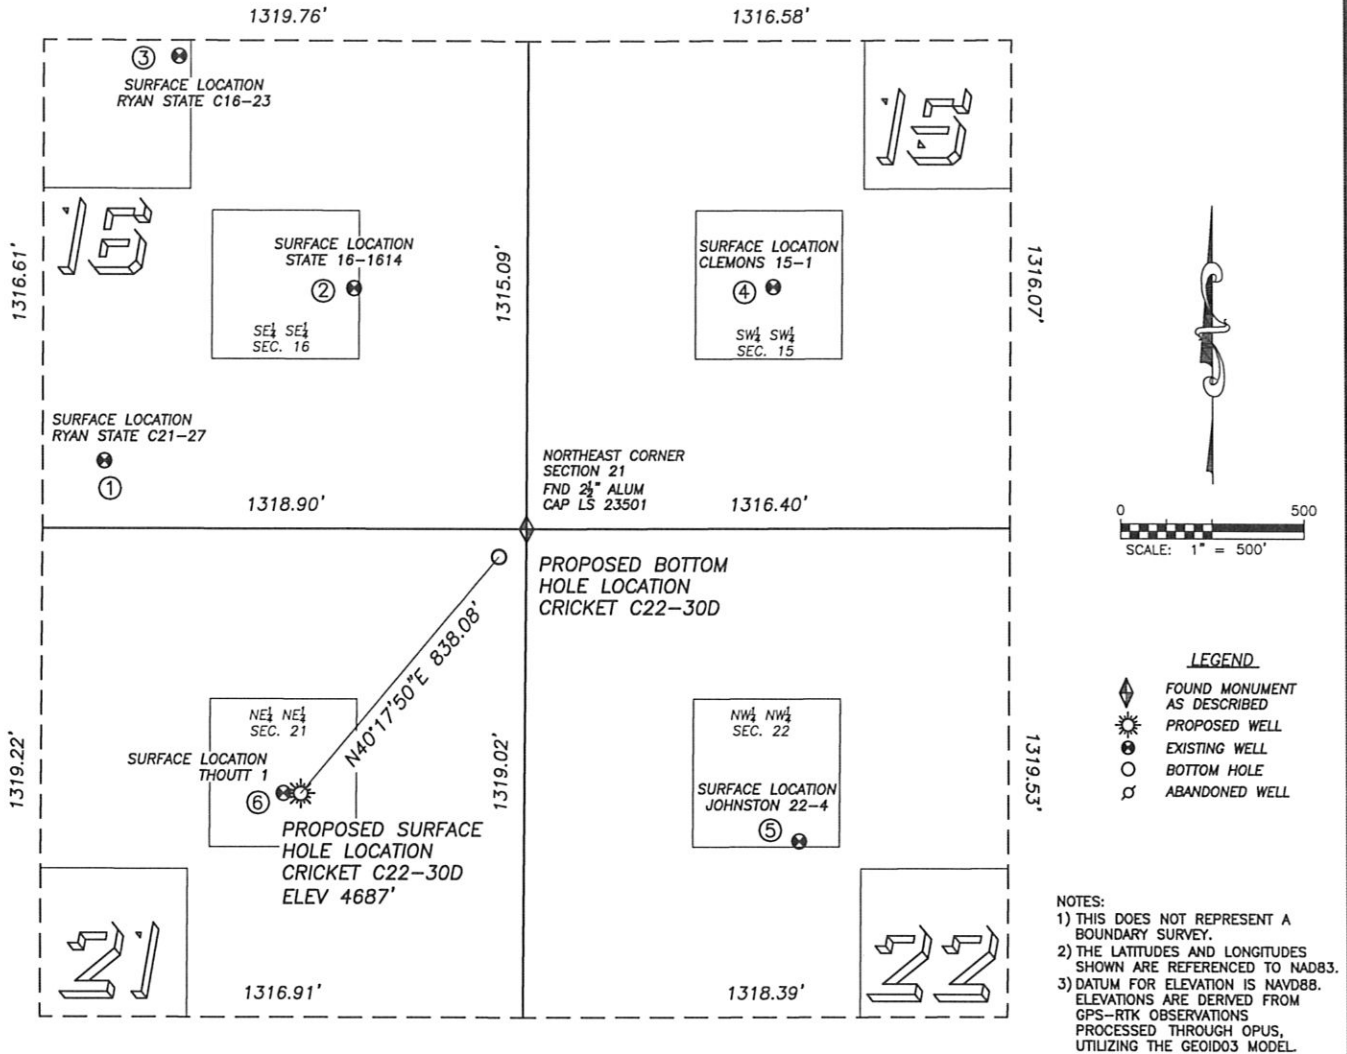 1319.76'
1316.58'
3
SURFACE LOCATION
RYAN STATE C16-23
15
16
1316.61'
SURFACE LOCATION
STATE 16-1614
2
SE¼ SE¼
SEC. 16
1315.09'
SURFACE LOCATION
CLEMONS 15-1
4
SW¼ SW¼
SEC. 15
1316.07'
SURFACE LOCATION
RYAN STATE C21-27
1
1318.90'
NORTHEAST CORNER
SECTION 21
FND 2½" ALUM
CAP LS 23501
1316.40'
0 500
SCALE: 1" = 500'
PROPOSED BOTTOM
HOLE LOCATION
CRICKET C22-30D
N40°17'50"E 838.08'
1319.22'
NE¼ NE¼
SEC. 21
SURFACE LOCATION
THOUTT 1
6
PROPOSED SURFACE
HOLE LOCATION
CRICKET C22-30D
ELEV 4687'
1319.02'
NW¼ NW¼
SEC. 22
SURFACE LOCATION
JOHNSTON 22-4
5
1319.53'
LEGEND
FOUND MONUMENT
AS DESCRIBED
PROPOSED WELL
EXISTING WELL
BOTTOM HOLE
ABANDONED WELL
21
1316.91'
22
1318.39'
NOTES:
1) THIS DOES NOT REPRESENT A
BOUNDARY SURVEY.
2) THE LATITUDES AND LONGITUDES
SHOWN ARE REFERENCED TO NAD83.
3) DATUM FOR ELEVATION IS NAVD88.
ELEVATIONS ARE DERIVED FROM
GPS-RTK OBSERVATIONS
PROCESSED THROUGH OPUS,
UTILIZING THE GEOID03 MODEL.